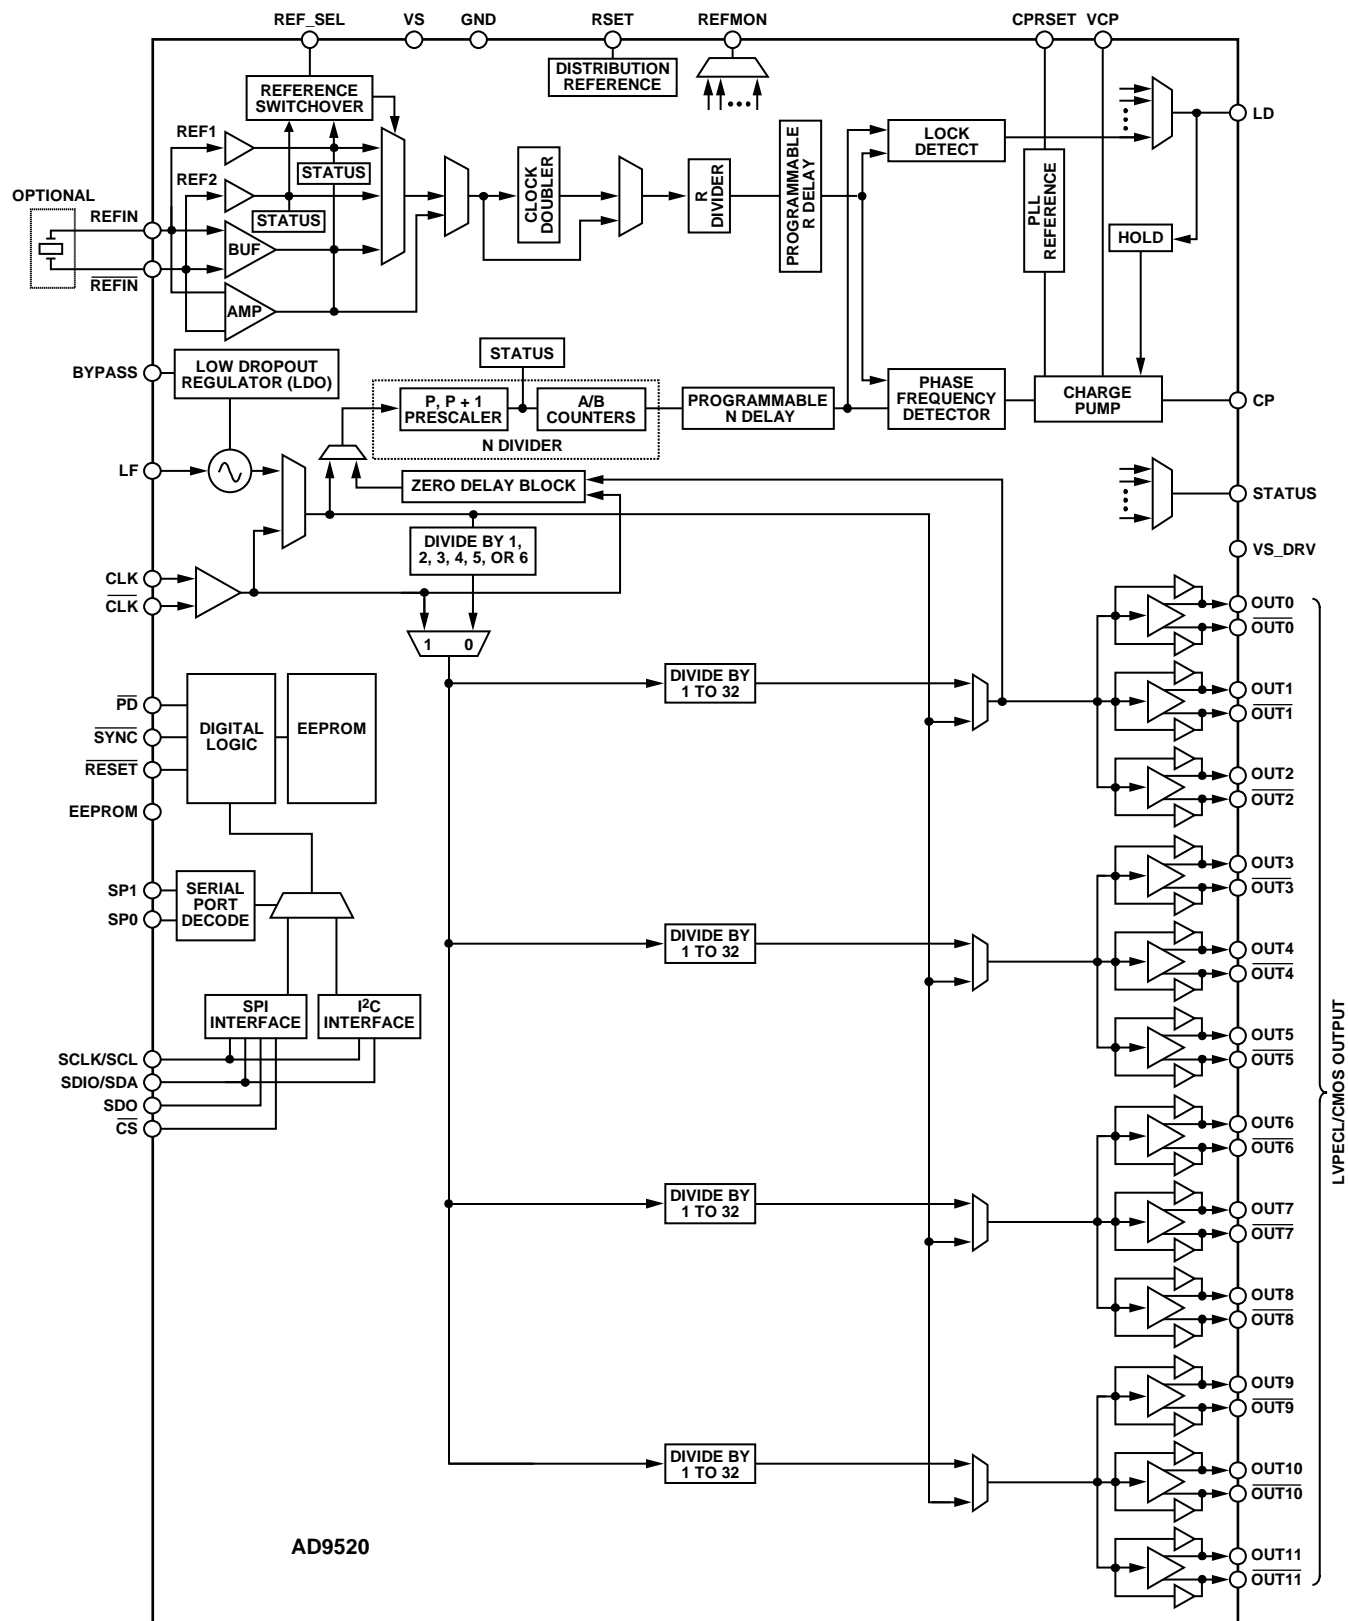 REF_SEL
VS
GND
RSET
REFMON
CPRSET
VCP
DISTRIBUTION
REFERENCE
REFERENCE
SWITCHOVER
REF1
REF2
STATUS
STATUS
OPTIONAL
REFIN
REFIN
BUF
AMP
CLOCK
DOUBLER
R
DIVIDER
PROGRAMMABLE
R DELAY
LOCK
DETECT
PLL
REFERENCE
LD
HOLD
BYPASS
LOW DROPOUT
REGULATOR (LDO)
STATUS
P, P + 1
PRESCALER
A/B
COUNTERS
N DIVIDER
PROGRAMMABLE
N DELAY
PHASE
FREQUENCY
DETECTOR
CHARGE
PUMP
CP
LF
ZERO DELAY BLOCK
STATUS
DIVIDE BY 1,
2, 3, 4, 5, OR 6
VS_DRV
CLK
CLK
1
0
OUT0
OUT0
DIVIDE BY
1 TO 32
OUT1
OUT1
PD
SYNC
RESET
EEPROM
DIGITAL
LOGIC
EEPROM
OUT2
OUT2
SP1
SP0
SERIAL
PORT
DECODE
OUT3
OUT3
DIVIDE BY
1 TO 32
OUT4
OUT4
SPI
INTERFACE
I2C
INTERFACE
OUT5
OUT5
SCLK/SCL
SDIO/SDA
SDO
CS
OUT6
OUT6
LVPECL/CMOS OUTPUT
DIVIDE BY
1 TO 32
OUT7
OUT7
OUT8
OUT8
OUT9
OUT9
DIVIDE BY
1 TO 32
OUT10
OUT10
AD9520
OUT11
OUT11